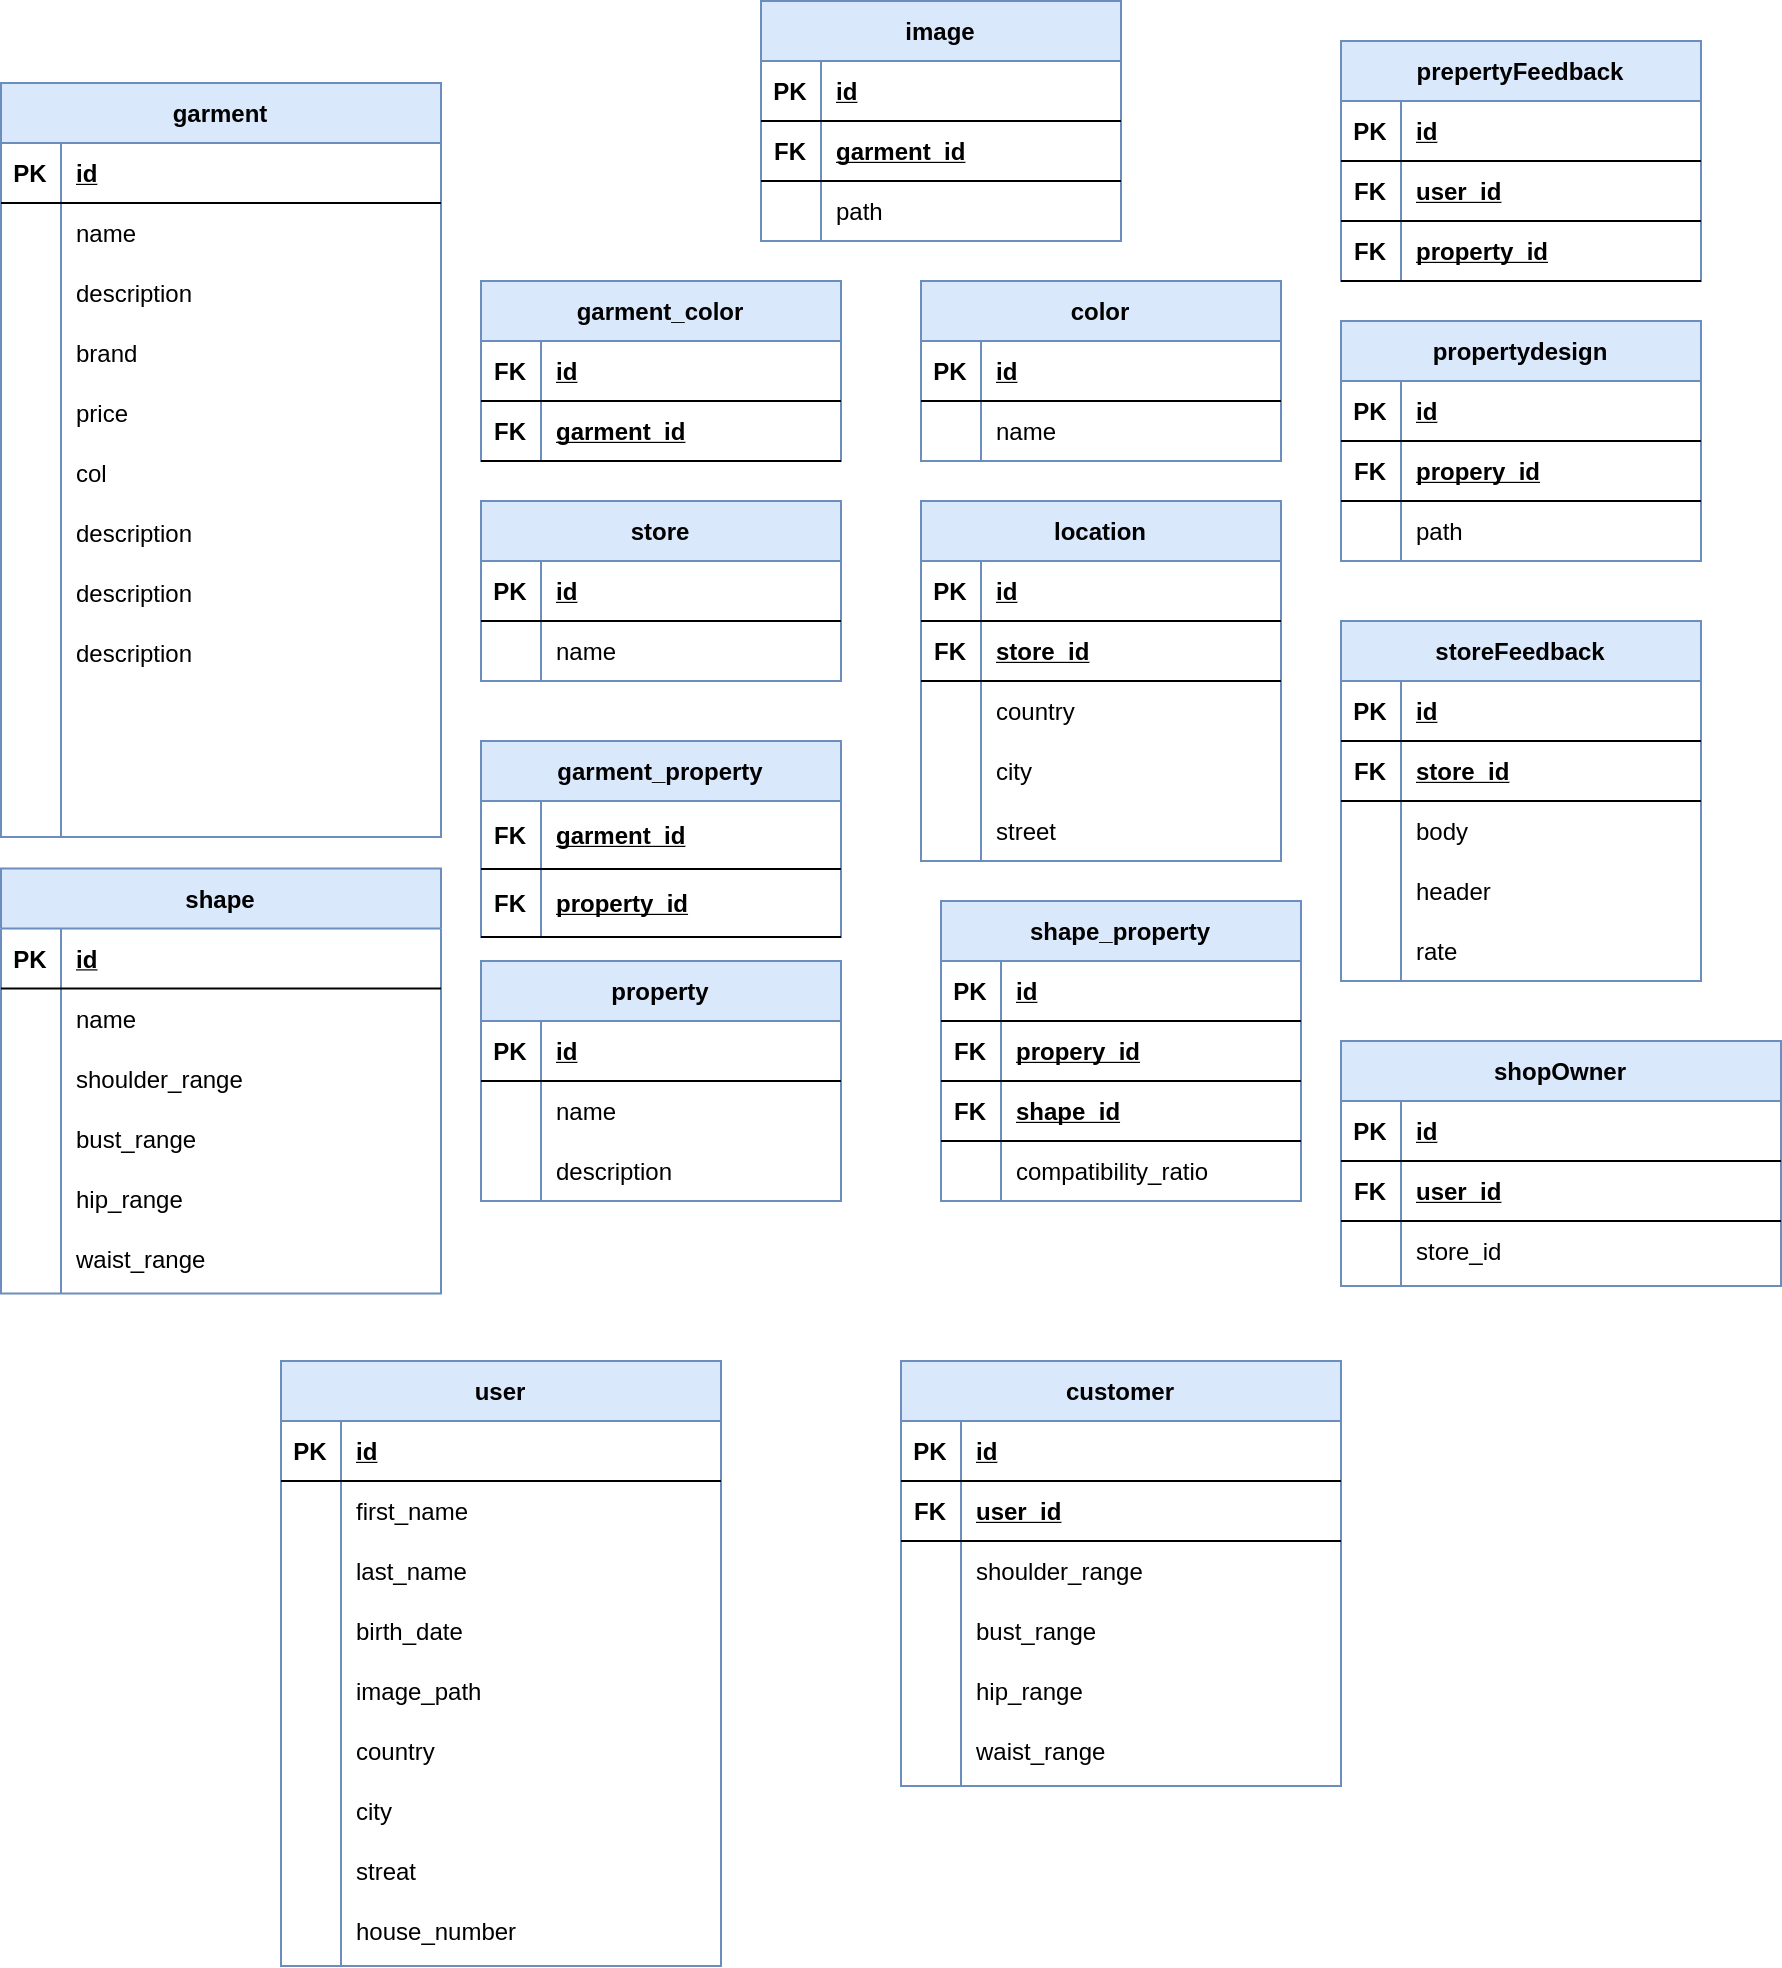 image
PK id
FK garment_id
path
prepertyFeedback
PK id
FK user_id
FK property_id
garment
PK id
name
description
brand
price
col
description
description
description
garment_color
FK id
FK garment_id
color
PK id
name
propertydesign
PK id
FK propery_id
path
store
PK id
name
location
PK id
FK store_id
country
city
street
storeFeedback
PK id
FK store_id
body
header
rate
garment_property
FK garment_id
FK property_id
shape
PK id
name
shoulder_range
bust_range
hip_range
waist_range
property
PK id
name
description
shape_property
PK id
FK propery_id
FK shape_id
compatibility_ratio
shopOwner
PK id
FK user_id
store_id
user
PK id
first_name
last_name
birth_date
image_path
country
city
streat
house_number
customer
PK id
FK user_id
shoulder_range
bust_range
hip_range
waist_range